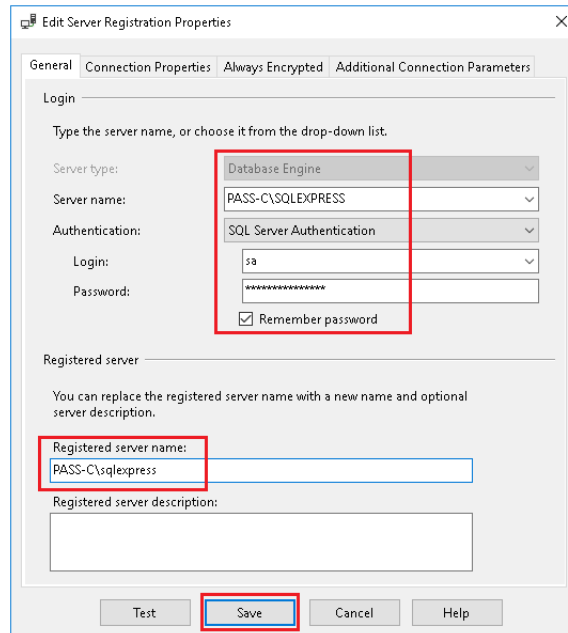 Edit Server Registration Properties
General Connection Properties Always Encrypted Additional Connection Parameters
Login
Type the server name, or choose it from the drop-down list.
Server type: Database Engine
Server name: PASS-C\SQLEXPRESS
Authentication: SQL Server Authentication
Login: sa
Password: ***************
Remember password
Registered server
You can replace the registered server name with a new name and optional
server description.
Registered server name:
PASS-C\sqlexpress
Registered server description:
Test Save Cancel Help